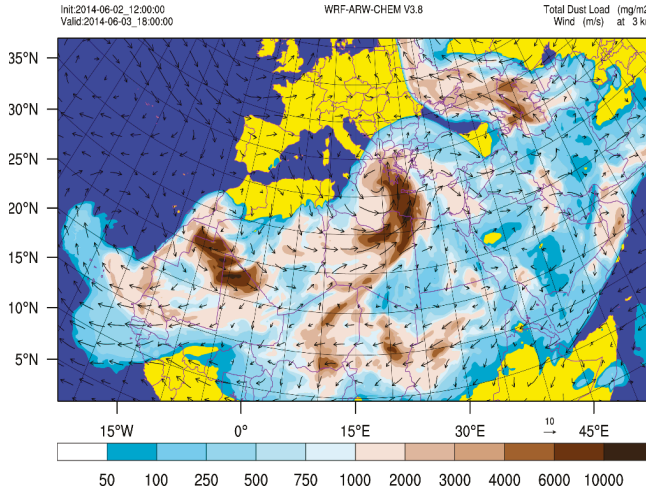 Init:2014-06-02_12:00:00 WRF-ARW-CHEM V3.8 Total Dust Load (mg/m2
Valid:2014-06-03_18:00:00 Wind (m/s) at 3 km
35°N
30°N
25°N
20°N
15°N
10°N
5°N
15°W 0° 15°E 30°E 10 45°E
50 100 250 500 750 1000 2000 3000 4000 6000 10000